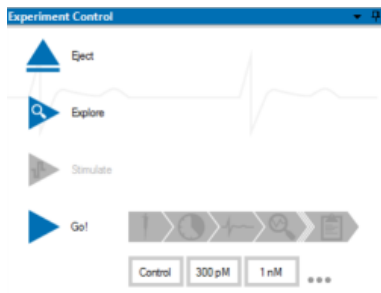 Experiment Control
Eject
Explore
Stimulate
Go!
Control 300 pM 1 nM